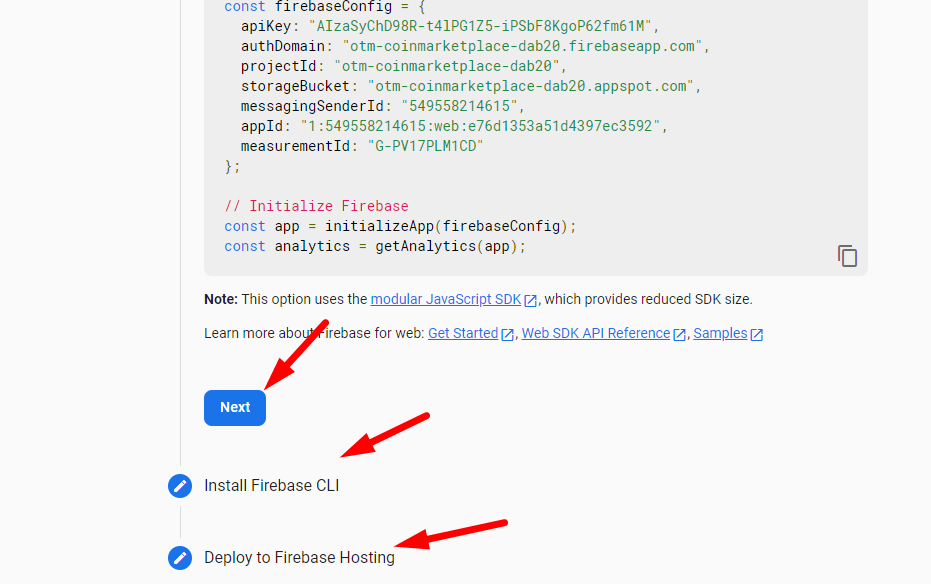 const firebaseConfig = {
apiKey: "AIzaSyChD98R-t4lPG1Z5-iPSbF8KgoP62fm61M",
authDomain: "otm-coinmarketplace-dab20.firebaseapp.com",
projectId: "otm-coinmarketplace-dab20",
storageBucket: "otm-coinmarketplace-dab20.appspot.com",
messagingSenderId: "549558214615",
appId: "1:549558214615:web:e76d1353a51d4397ec3592",
measurementId: "G-PV17PLM1CD"
};
// Initialize Firebase
const app = initializeApp(firebaseConfig);
const analytics = getAnalytics(app);
Note: This option uses the modular JavaScript SDK, which provides reduced SDK size.
Learn more about Firebase for web: Get Started, Web SDK API Reference, Samples
Next
Install Firebase CLI
Deploy to Firebase Hosting